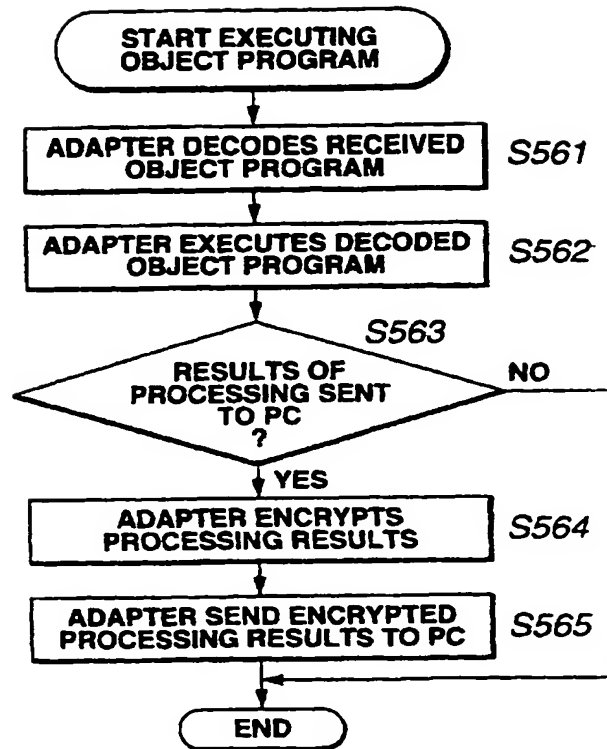 START EXECUTING
OBJECT PROGRAM
ADAPTER DECODES RECEIVED
OBJECT PROGRAM
S561
ADAPTER EXECUTES DECODED
OBJECT PROGRAM
S562
S563
RESULTS OF
PROCESSING SENT
TO PC
?
NO
YES
ADAPTER ENCRYPTS
PROCESSING RESULTS
S564
ADAPTER SEND ENCRYPTED
PROCESSING RESULTS TO PC
S565
END